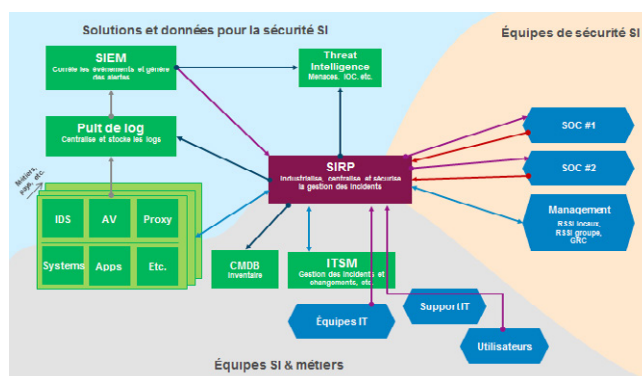 Solutions et données pour la sécurité SI
Équipes de sécurité SI
SIEM
Corrèle les événements et génère
des alertes
Threat
Intelligence
Menaces, IOC, etc.
Puit de log
Centralise et stocke les logs
SOC #1
SIRP
Industrialise, centralise et sécurise
la gestion des incidents
SOC #2
Métiers,
pays, etc.
IDS
AV
Proxy
Management
RSSI locaux,
RSSI groupe,
GRC
Systems
Apps
Etc.
CMDB
Inventaire
ITSM
Gestion des incidents et
changements, etc.
Équipes IT
Support IT
Utilisateurs
Équipes SI & métiers